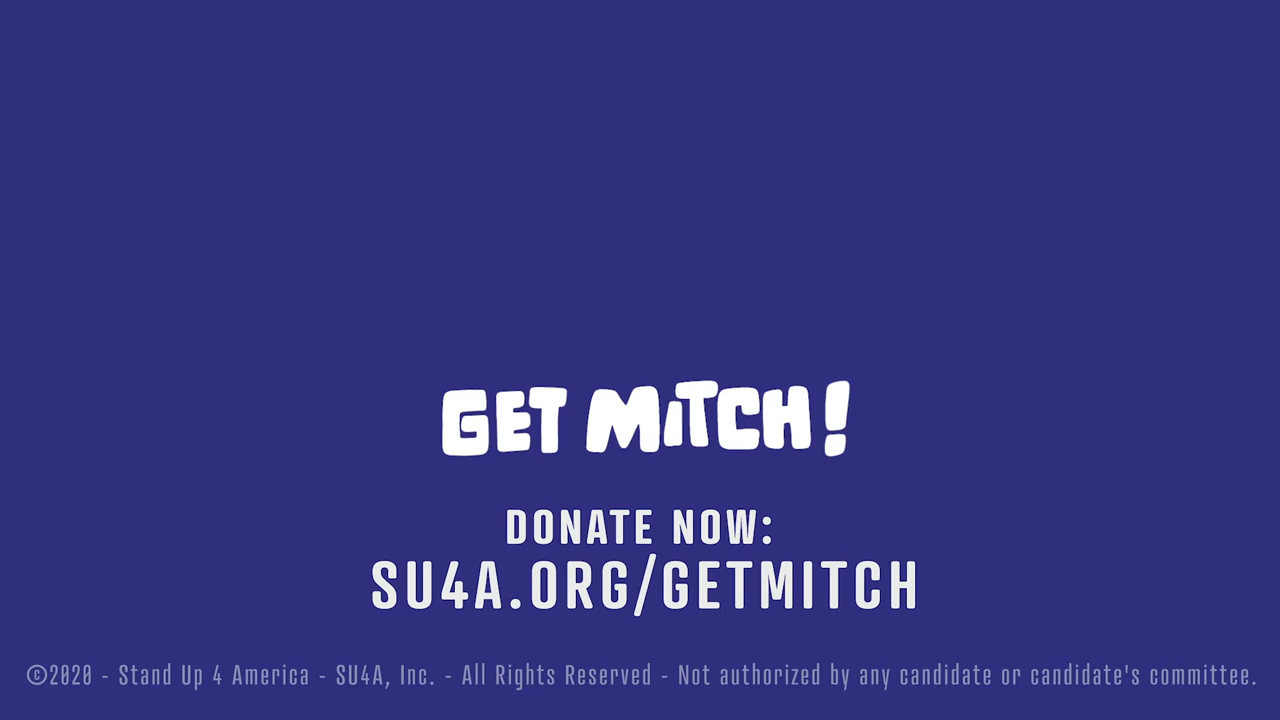 GET MiTCH!
DONATE NOW:
SU4A.ORG/GETMITCH
©2020 - Stand Up 4 America - SU4A, Inc. - All Rights Reserved - Not authorized by any candidate or candidate's committee.